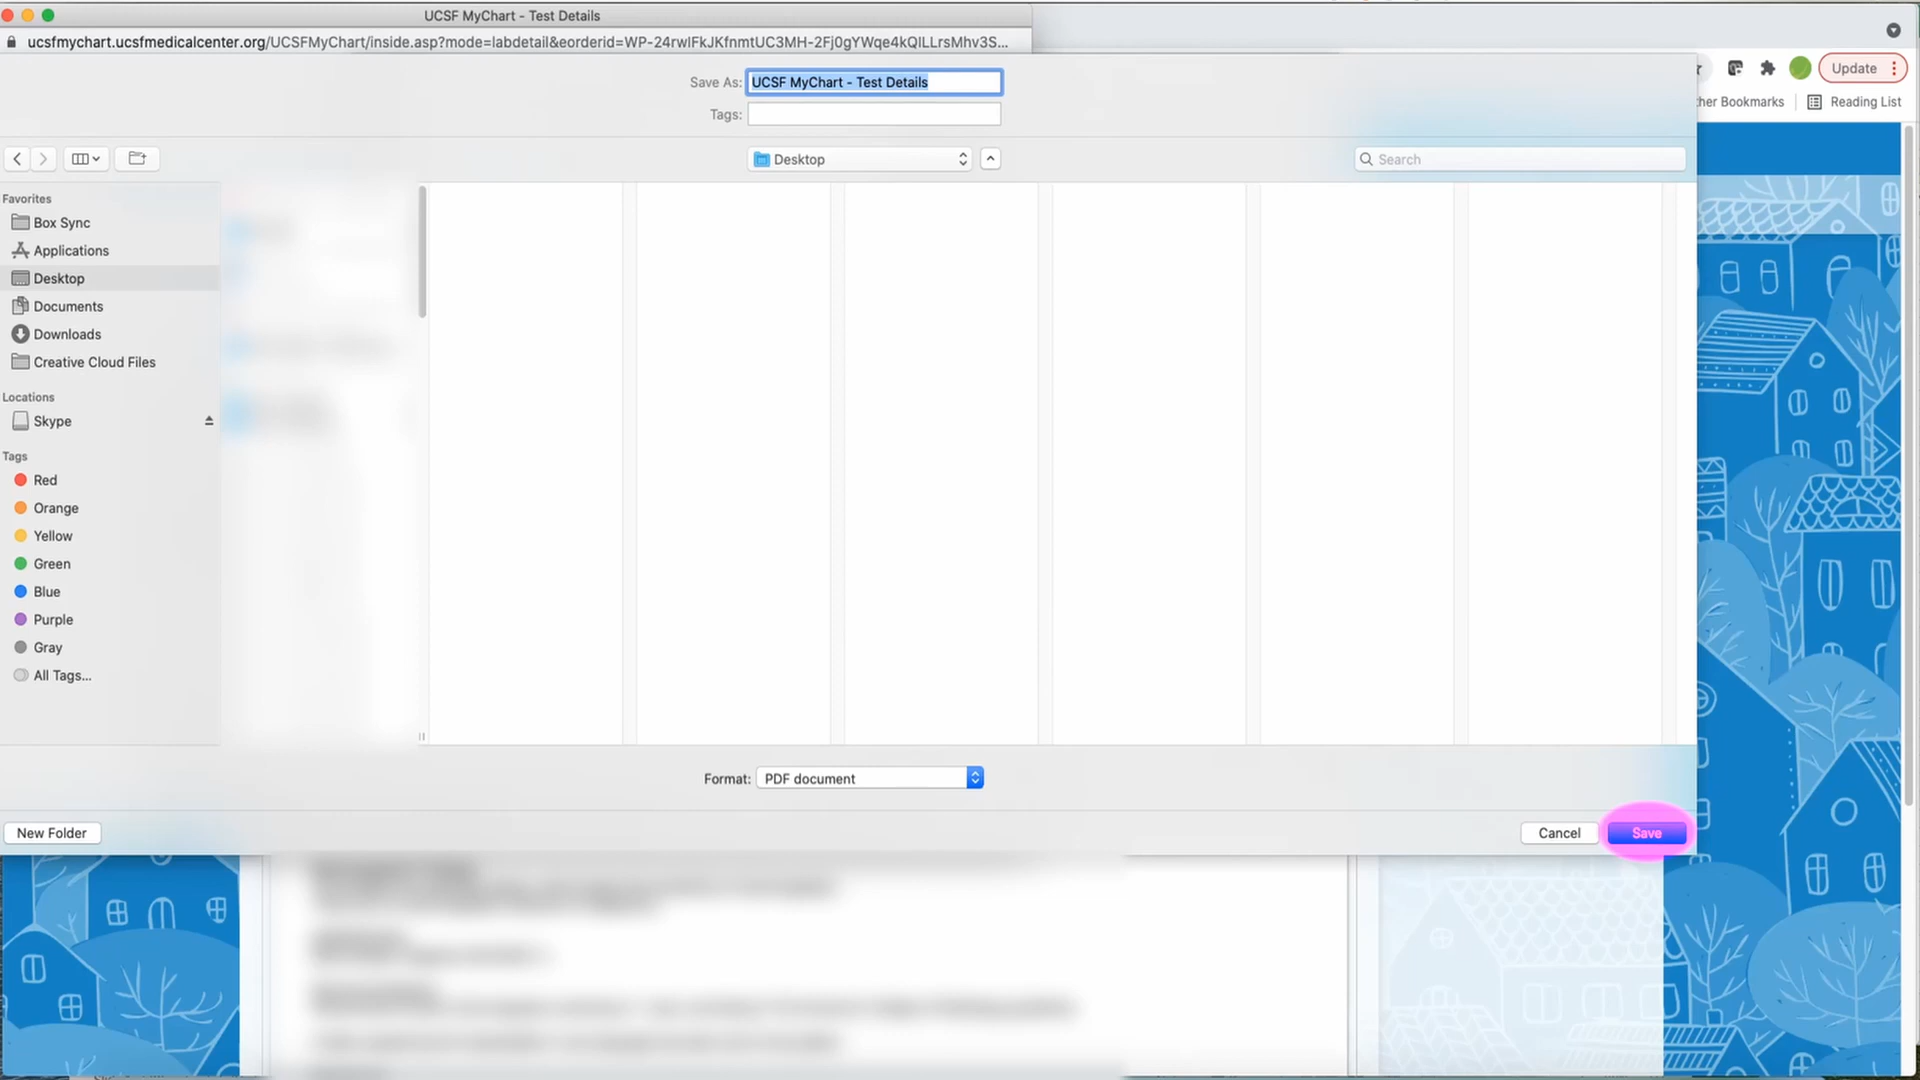 UCSF MyChart - Test Details
ucsfmychart.ucsfmedicalcenter.org/UCSFMyChart/inside.asp?mode=labdetail&eorderid=WP-24rwlFkJKfnmtUC3MH-2Fj0gYWqe4kQILLrsMhv3S...
Update
Save As: UCSF MyChart - Test Details
Tags:
her Bookmarks
Reading List
Desktop
Search
Favorites
Box Sync
Applications
Desktop
Documents
Downloads
Creative Cloud Files
Locations
Skype
Tags
Red
Orange
Yellow
Green
Blue
Purple
Gray
All Tags...
Format: PDF document
New Folder
Cancel
Save